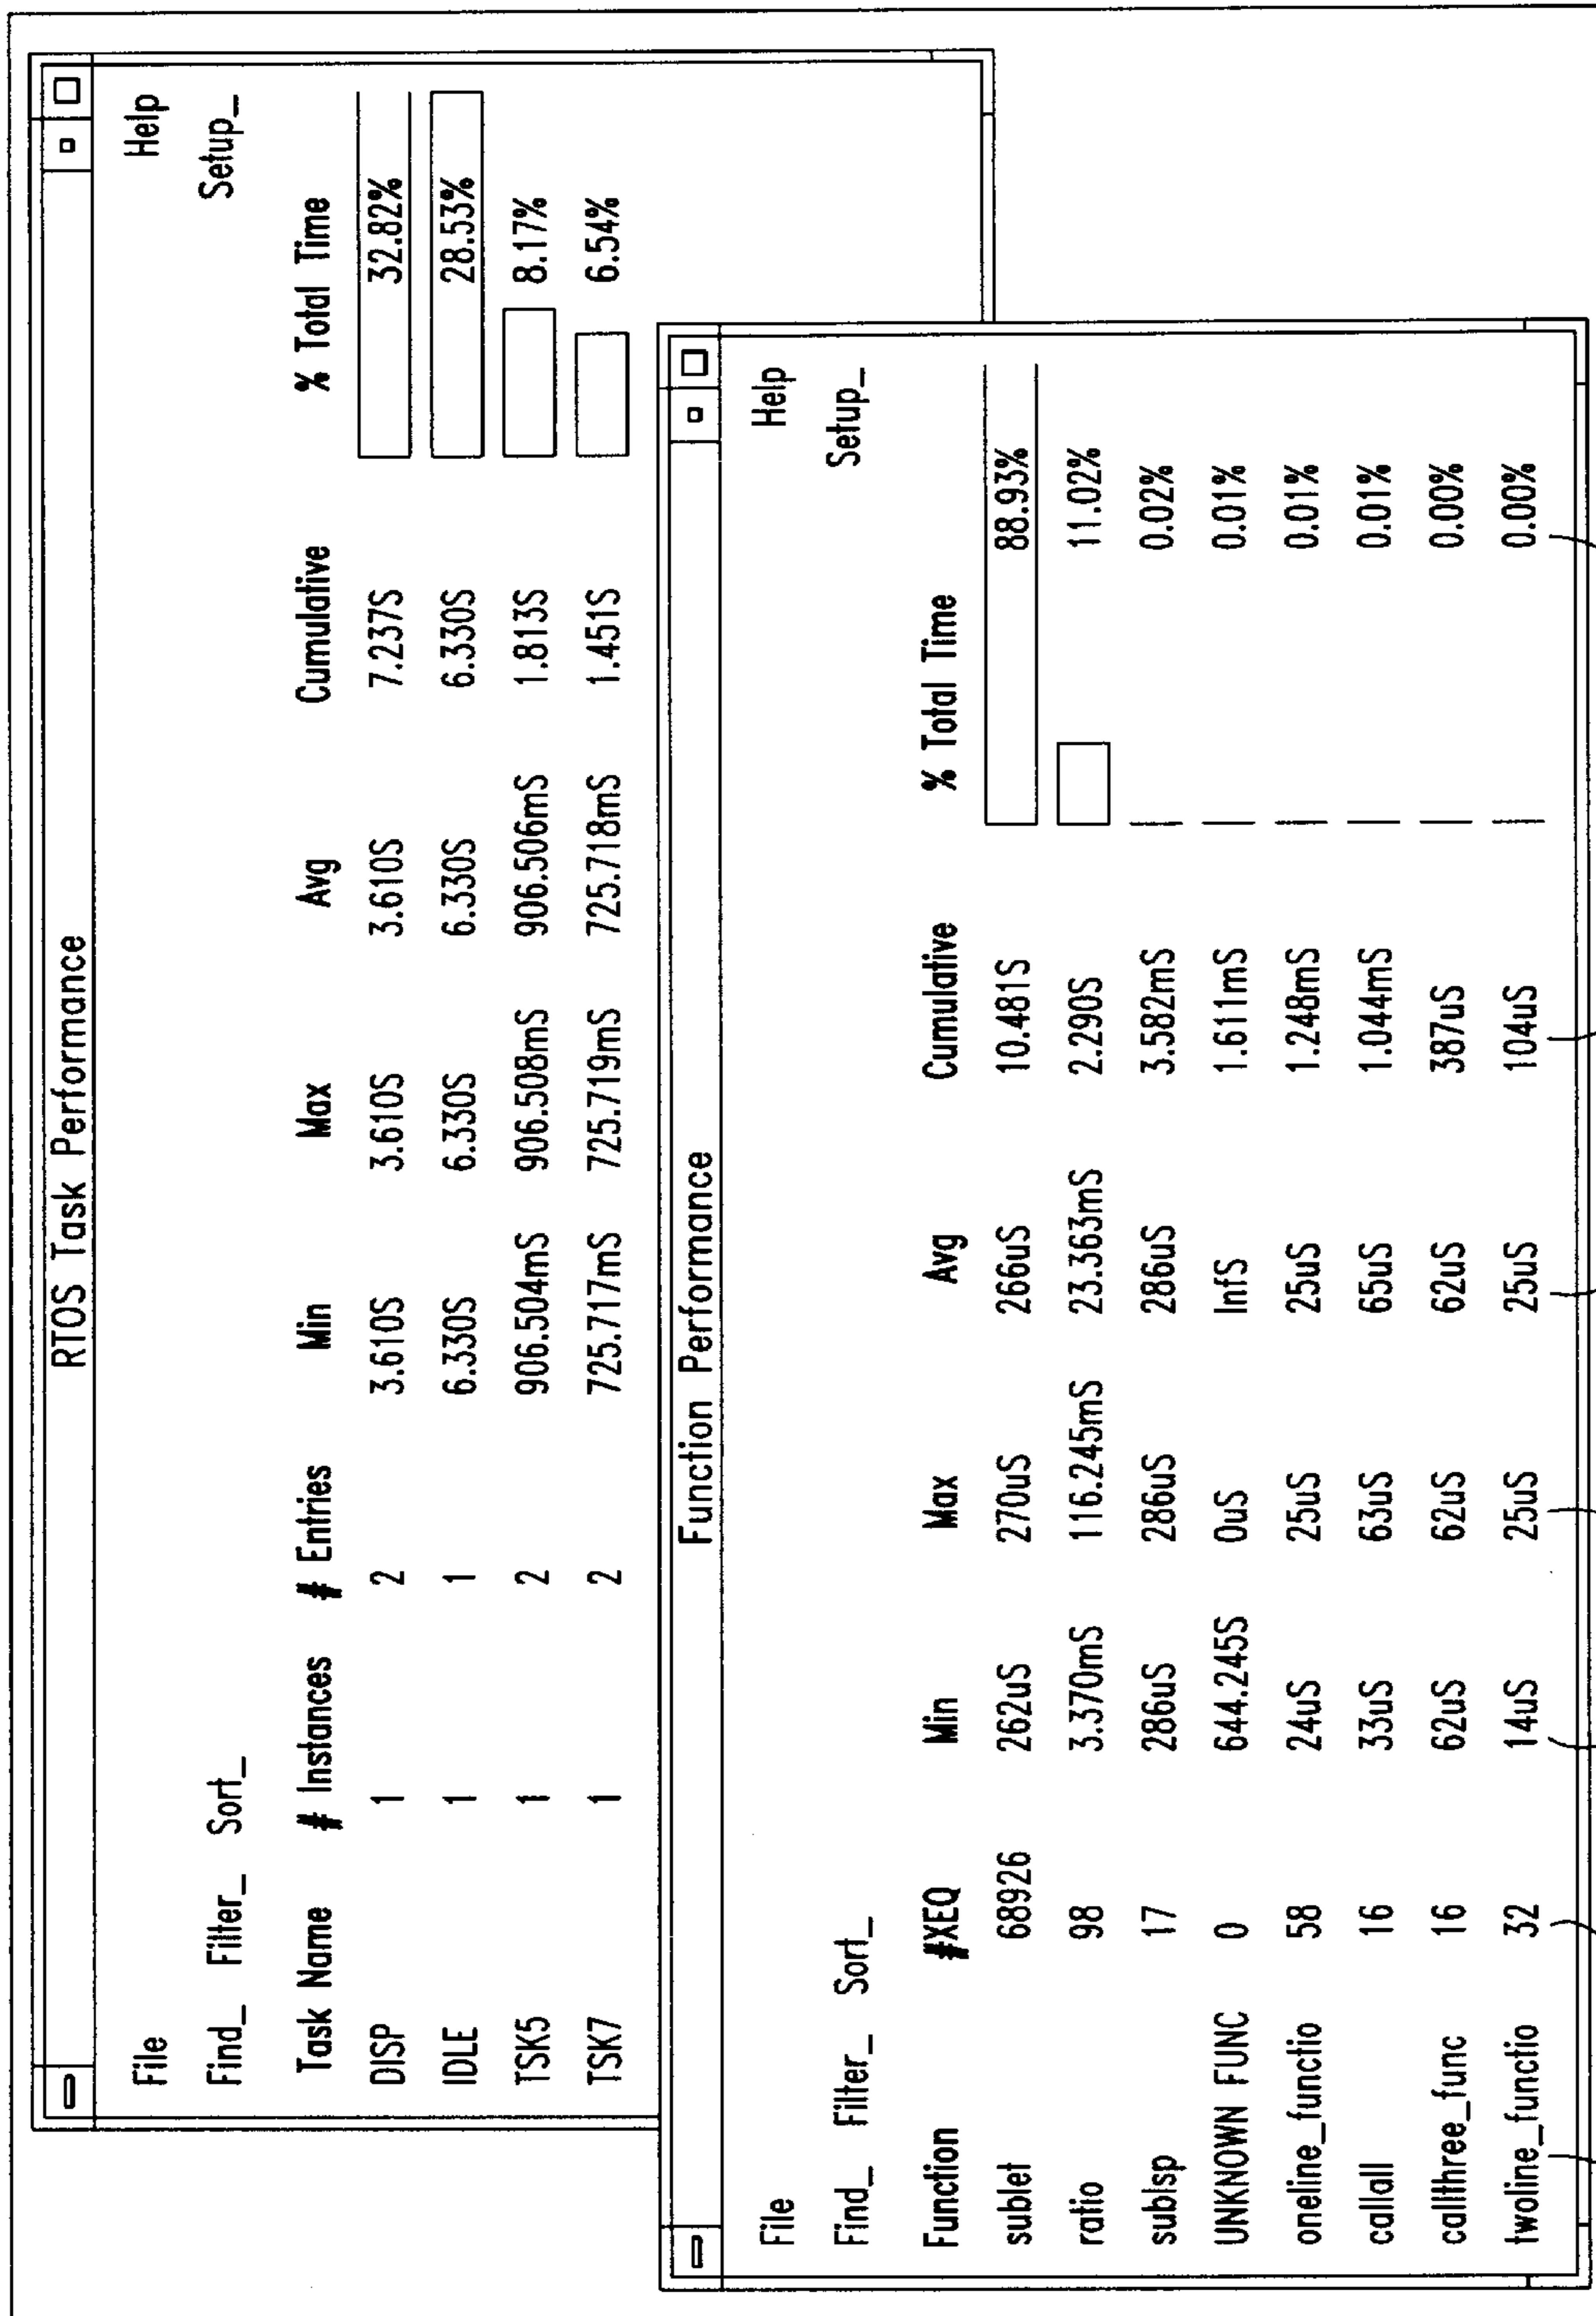 RTOS Task Performance
File Help
Find_ Filter_ Sort_ Setup_
Task Name # Instances # Entries Min Max Avg Cumulative % Total Time
DISP 1 2 3.610S 3.610S 3.610S 7.237S 32.82%
IDLE 1 1 6.330S 6.330S 6.330S 6.330S 28.53%
TSK5 1 2 906.504mS 906.508mS 906.506mS 1.813S 8.17%
TSK7 1 2 725.717mS 725.719mS 725.718mS 1.451S 6.54%
Function Performance
File Help
Find_ Filter_ Sort_ Setup_
Function #XEQ Min Max Avg Cumulative % Total Time
sublet 68926 262uS 270uS 266uS 10.481S 88.93%
ratio 98 3.370mS 116.245mS 23.363mS 2.290S 11.02%
sublsp 17 286uS 286uS 286uS 3.582mS 0.02%
UNKNOWN FUNC 0 644.245S 0uS InfS 1.611mS 0.01%
oneline_functio 58 24uS 25uS 25uS 1.248mS 0.01%
callall 16 33uS 63uS 65uS 1.044mS 0.01%
callthree_func 16 62uS 62uS 62uS 387uS 0.00%
twoline_functio 32 14uS 25uS 25uS 104uS 0.00%